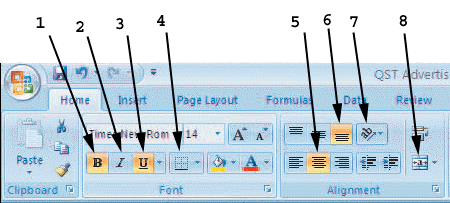 1 2 3 4 5 6 7 8
QST Advertis
Home Insert Page Layout Formulas Data Review
Times New Rom 14 A A
Paste B I U A a
Clipboard Font Alignment